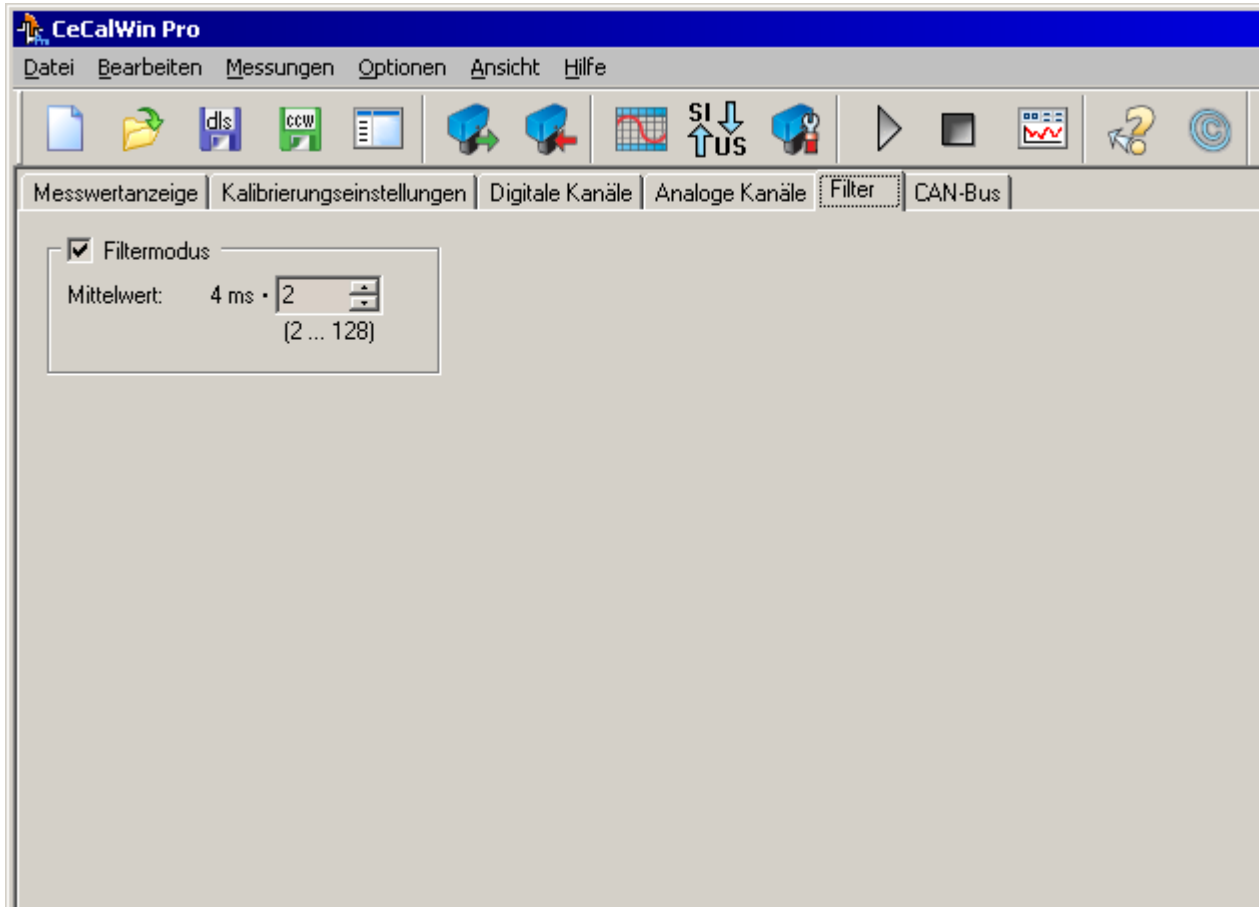 CeCalWin Pro
Datei Bearbeiten Messungen Optionen Ansicht Hilfe
dls ccw SI US ?
©
Messwertanzeige Kalibrierungseinstellungen Digitale Kanäle Analoge Kanäle Filter CAN-Bus
Filtermodus
Mittelwert: 4 ms • 2
(2 ... 128)